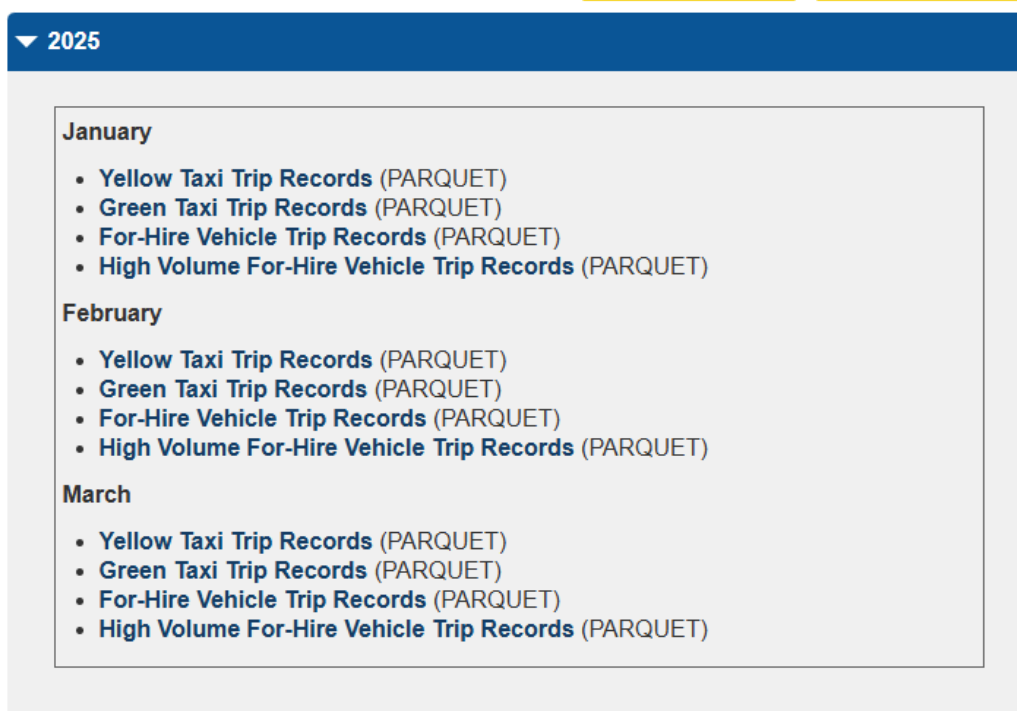 2025
January
Yellow Taxi Trip Records (PARQUET)
Green Taxi Trip Records (PARQUET)
For-Hire Vehicle Trip Records (PARQUET)
High Volume For-Hire Vehicle Trip Records (PARQUET)
February
Yellow Taxi Trip Records (PARQUET)
Green Taxi Trip Records (PARQUET)
For-Hire Vehicle Trip Records (PARQUET)
High Volume For-Hire Vehicle Trip Records (PARQUET)
March
Yellow Taxi Trip Records (PARQUET)
Green Taxi Trip Records (PARQUET)
For-Hire Vehicle Trip Records (PARQUET)
High Volume For-Hire Vehicle Trip Records (PARQUET)